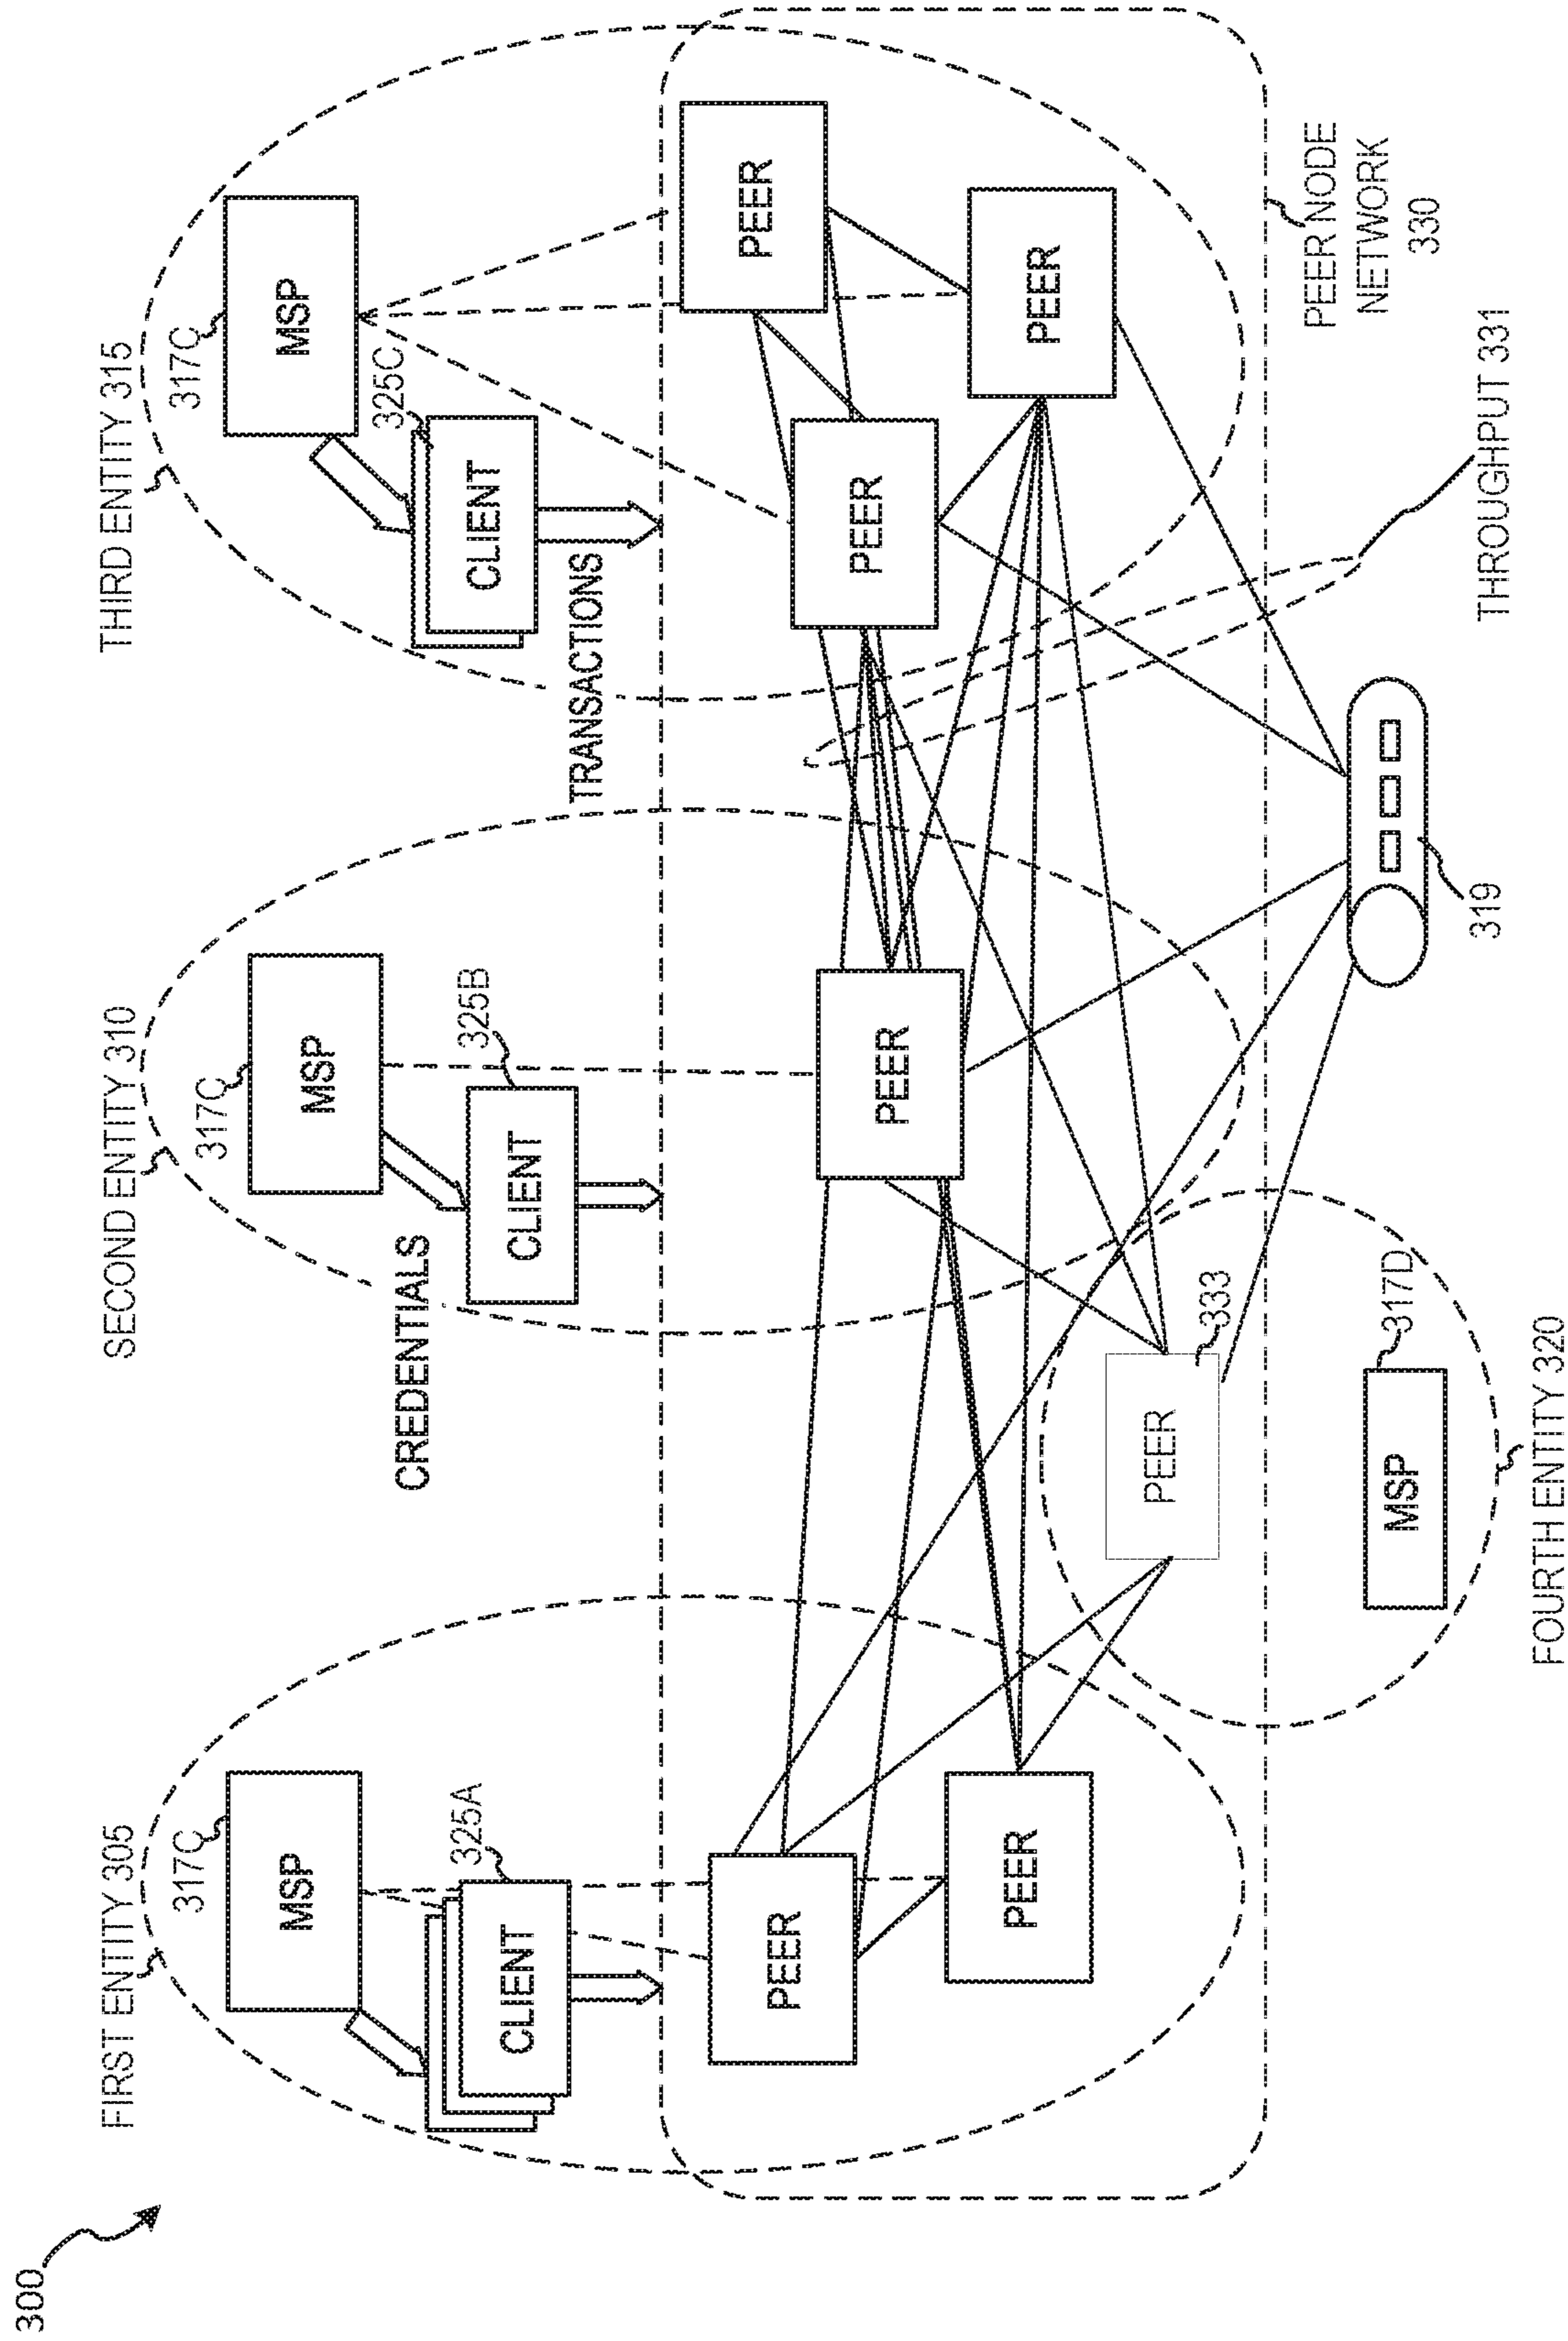 300
FIRST ENTITY 305
317C
MSP
325A
CLIENT
PEER
PEER
SECOND ENTITY 310
317C
MSP
325B
CREDENTIALS
CLIENT
PEER
THIRD ENTITY 315
317C
MSP
325C
CLIENT
TRANSACTIONS
PEER
PEER
PEER
PEER
333
MSP
317D
FOURTH ENTITY 320
319
THROUGHPUT 331
PEER NODE
NETWORK
330